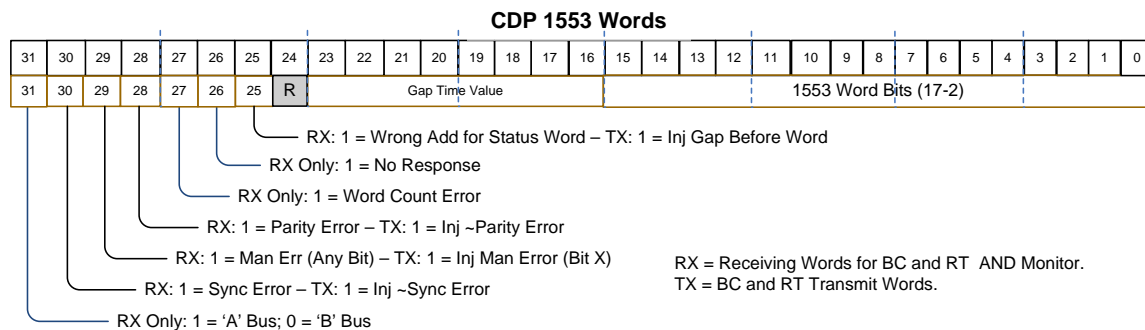 CDP 1553 Words
31 30 29 28 27 26 25 24 23 22 21 20 19 18 17 16 15 14 13 12 11 10 9 8 7 6 5 4 3 2 1 0
31 30 29 28 27 26 25 R Gap Time Value 1553 Word Bits (17-2)
RX: 1 = Wrong Add for Status Word – TX: 1 = Inj Gap Before Word
RX Only: 1 = No Response
RX Only: 1 = Word Count Error
RX: 1 = Parity Error – TX: 1 = Inj ~Parity Error
RX: 1 = Man Err (Any Bit) – TX: 1 = Inj Man Error (Bit X)
RX: 1 = Sync Error – TX: 1 = Inj ~Sync Error
RX Only: 1 = ‘A’ Bus; 0 = ‘B’ Bus
RX = Receiving Words for BC and RT AND Monitor.
TX = BC and RT Transmit Words.